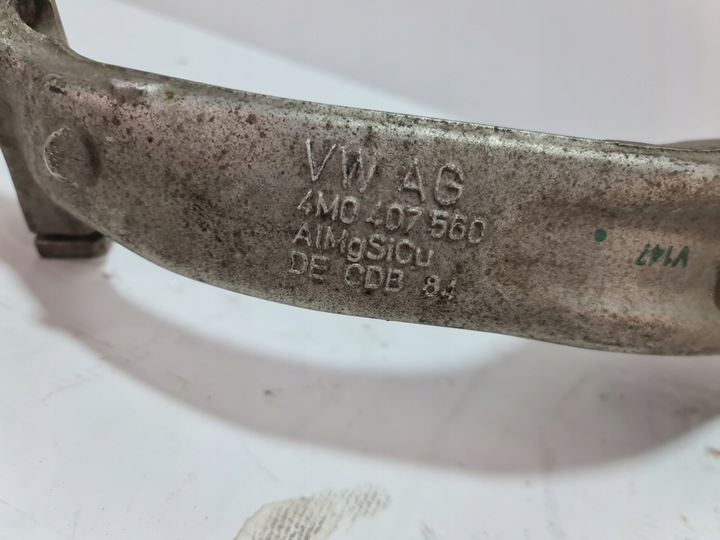 VW AG
4M0 407 560
AlMgSiCu
DE CDB 84
V147